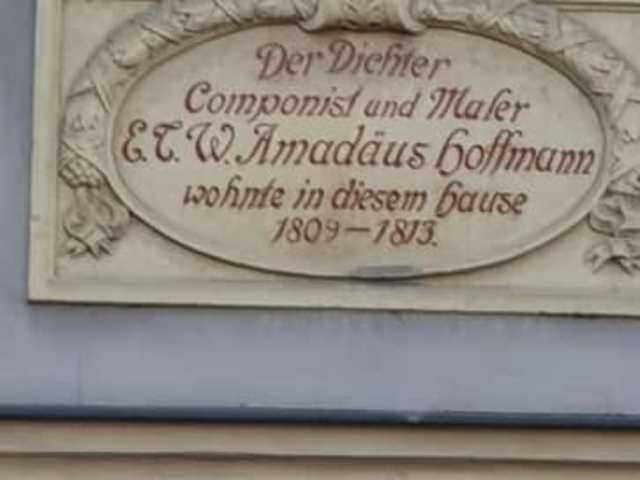 Der Dichter
Componist und Maler
E. T. W. Amadäus Hoffmann
wohnte in diesem Hause
1809 – 1813.